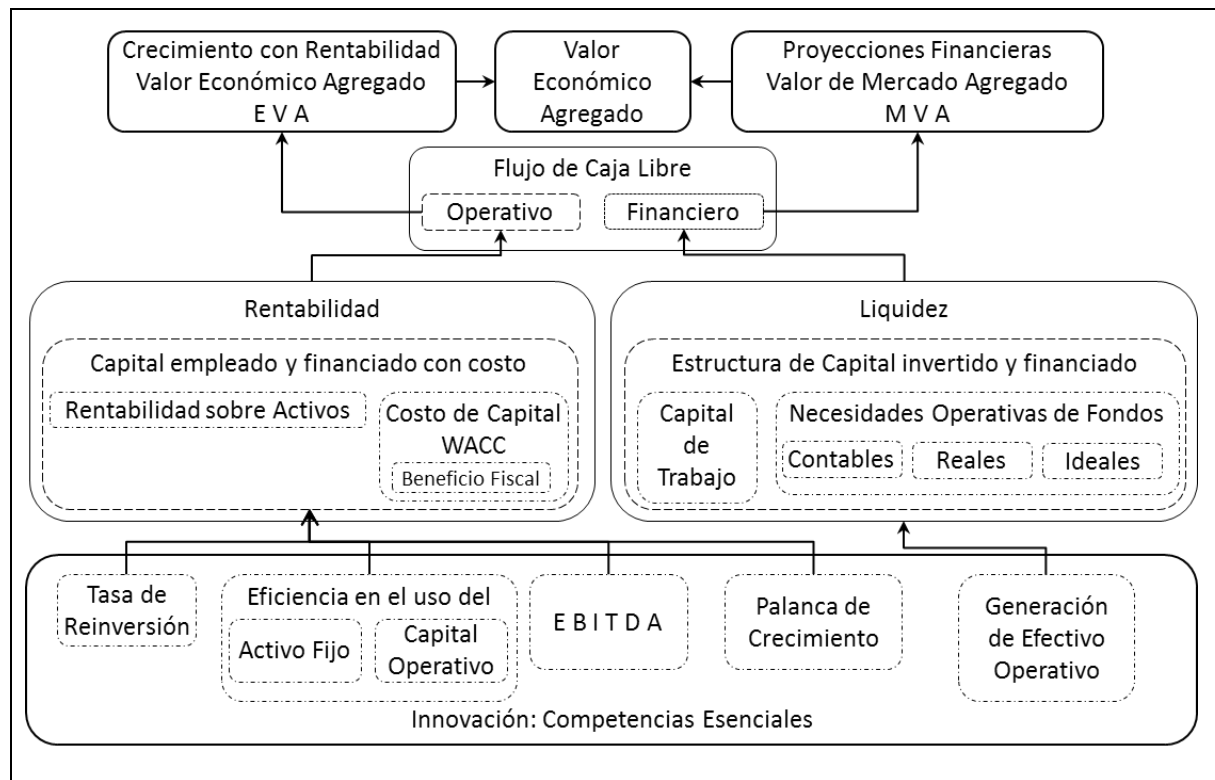 Crecimiento con Rentabilidad
Valor Económico Agregado
E V A
Valor
Económico
Agregado
Proyecciones Financieras
Valor de Mercado Agregado
M V A
Flujo de Caja Libre
Operativo
Financiero
Rentabilidad
Capital empleado y financiado con costo
Rentabilidad sobre Activos
Costo de Capital
WACC
Beneficio Fiscal
Liquidez
Estructura de Capital invertido y financiado
Capital
de
Trabajo
Necesidades Operativas de Fondos
Contables
Reales
Ideales
Tasa de
Reinversión
Eficiencia en el uso del
Activo Fijo
Capital
Operativo
E B I T D A
Palanca de
Crecimiento
Generación
de Efectivo
Operativo
Innovación: Competencias Esenciales